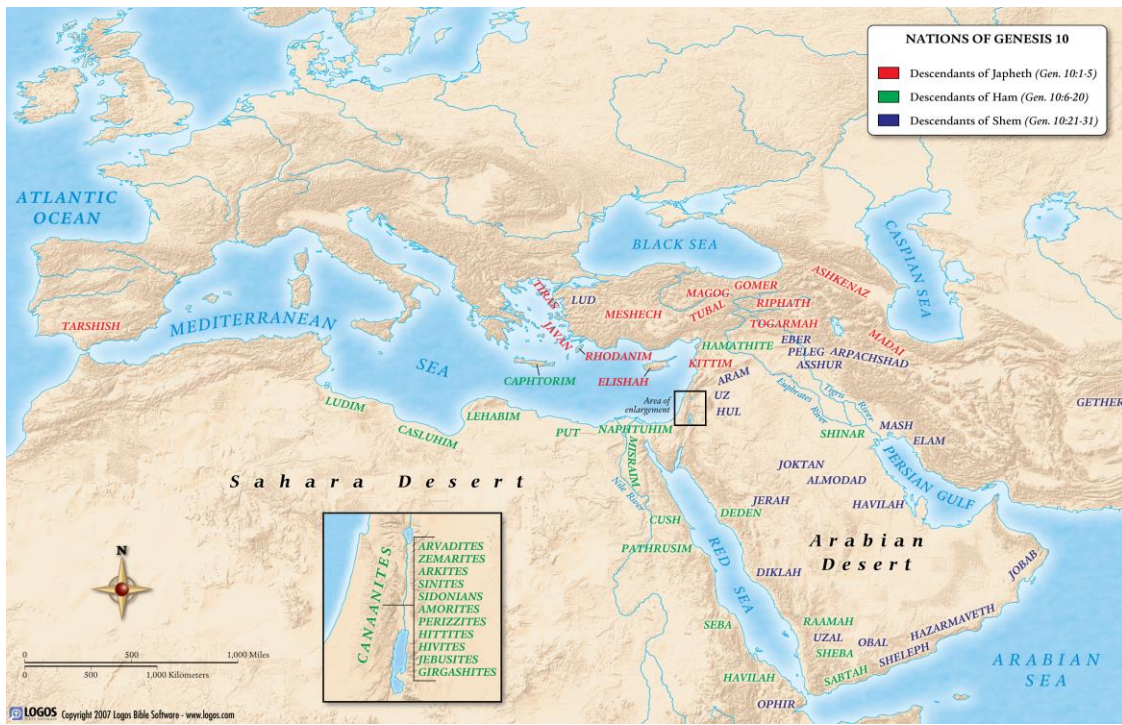 NATIONS OF GENESIS 10
Descendants of Japheth (Gen. 10:1-5)
Descendants of Ham (Gen. 10:6-20)
Descendants of Shem (Gen. 10:21-31)
ATLANTIC
OCEAN
BLACK SEA
CASPIAN SEA
ASHKENAZ
GOMER
MAGOG
TIRAS
LUD
RIPHATH
TUBAL
MESHECH
TARSHISH
MEDITERRANEAN
SEA
TOGARMAH
JAVAN
MADAI
EBER
HAMATHITE
RHODANIM
PELEG
ARPACHSHAD
KITTIM
ASSHUR
CAPHTORIM
ELISHAH
ARAM
UZ
HUL
Area of
enlargement
Euphrates River
Tigris River
GETHER
LUDIM
LEHABIM
CASLUHIM
PUT
NAPHTUHIM
SHINAR
MASH
ELAM
MISRAIM
Nile River
Sahara Desert
JOKTAN
ALMODAD
PERSIAN GULF
JERAH
HAVILAH
DEDEN
CUSH
RED SEA
PATHRUSIM
Arabian
Desert
JOBAB
DIKLAH
N
CANAANITES
ARVADITES
ZEMARITES
ARKITES
SINITES
SIDONIANS
AMORITES
PERIZZITES
HITTITES
HIVITES
JEBUSITES
GIRGASHITES
SEBA
RAAMAH
UZAL
OBAL
HAZARMAVETH
SHEBA
SHELEPH
SABTAH
HAVILAH
OPHIR
ARABIAN
SEA
0 500 1,000 Miles
0 500 1,000 Kilometers
LOGOS Copyright 2007 Logos Bible Software - www.logos.com